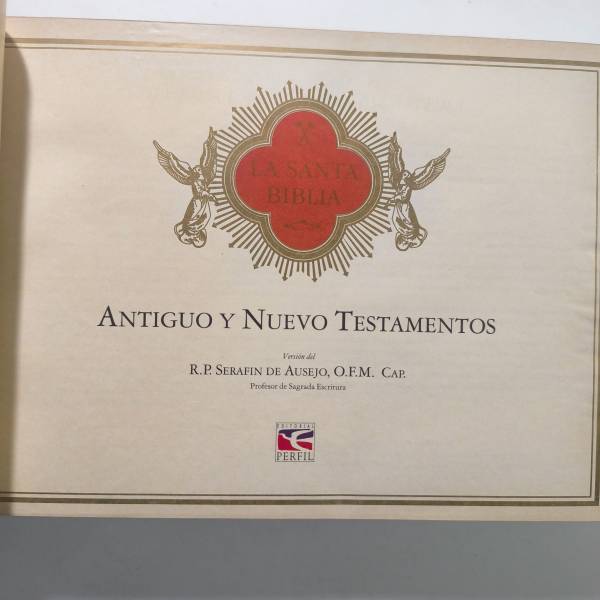 LA SANTA
BIBLIA
ANTIGUO Y NUEVO TESTAMENTOS
Versión del
R.P. SERAFIN DE AUSEJO, O.F.M. CAP.
Profesor de Sagrada Escritura
EDITORIAL
PERFIL